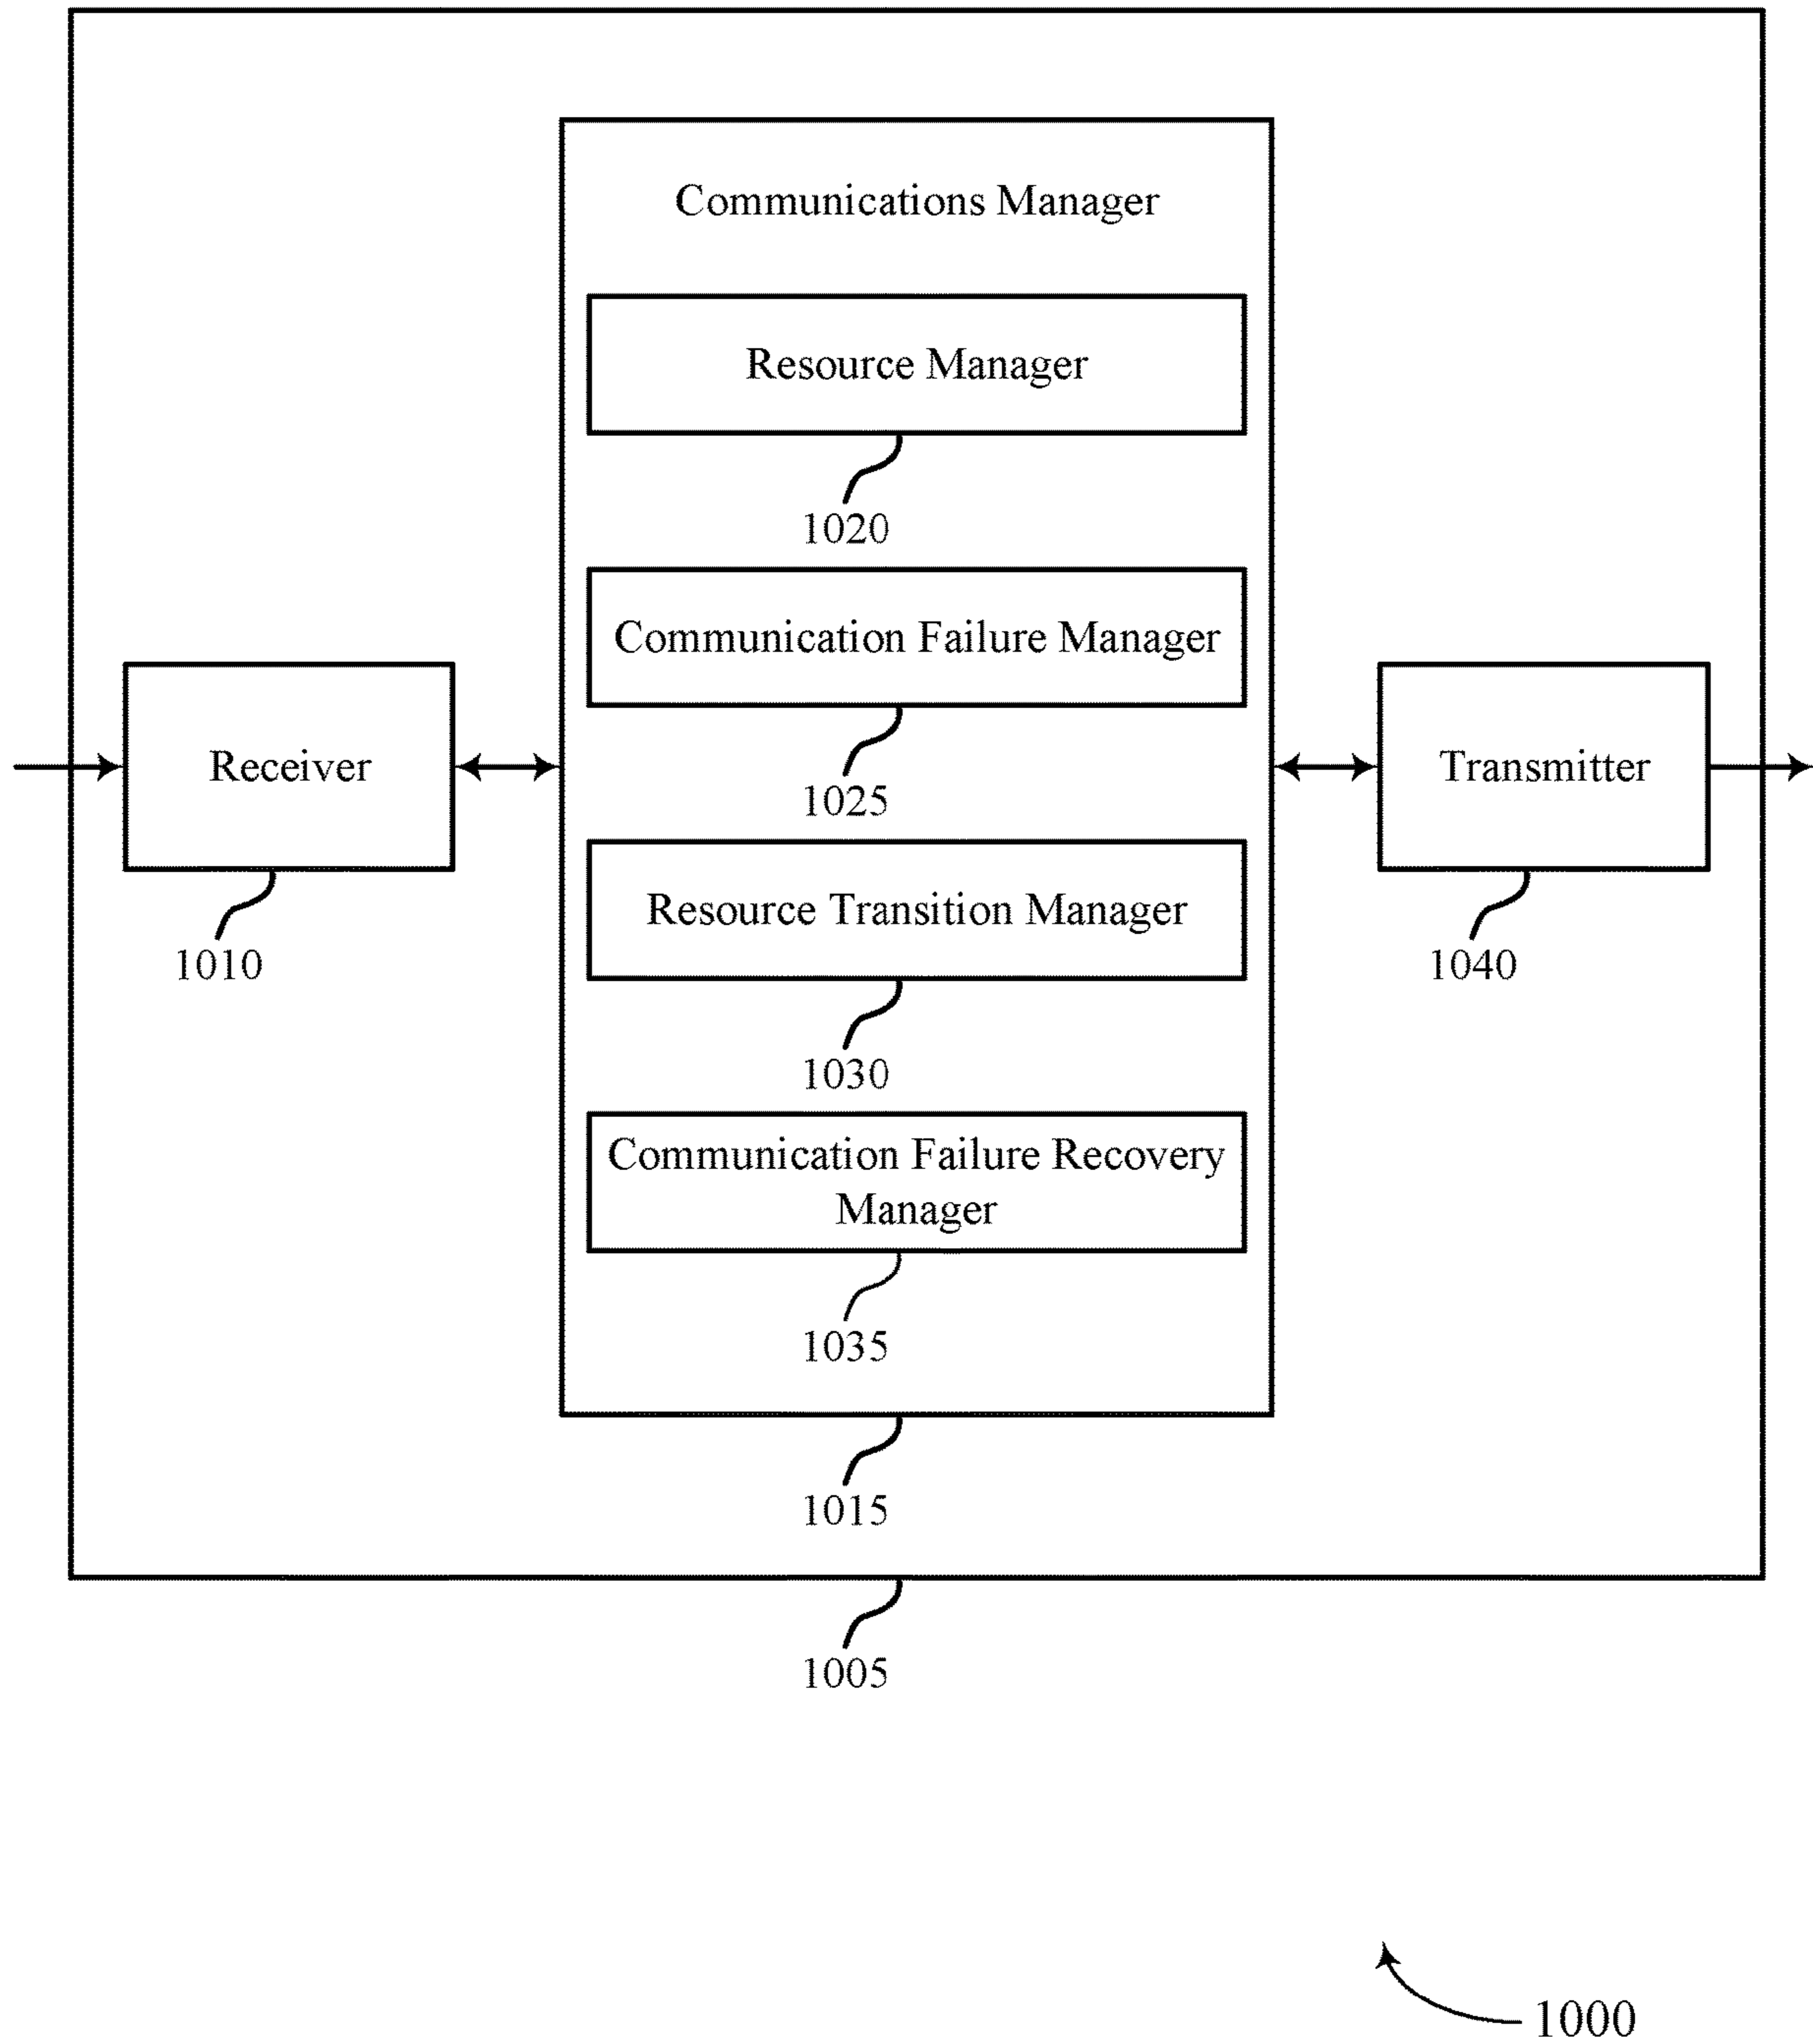 Communications Manager
Resource Manager
1020
Communication Failure Manager
1025
Receiver
1010
Transmitter
1040
Resource Transition Manager
1030
Communication Failure Recovery
Manager
1035
1015
1005
1000